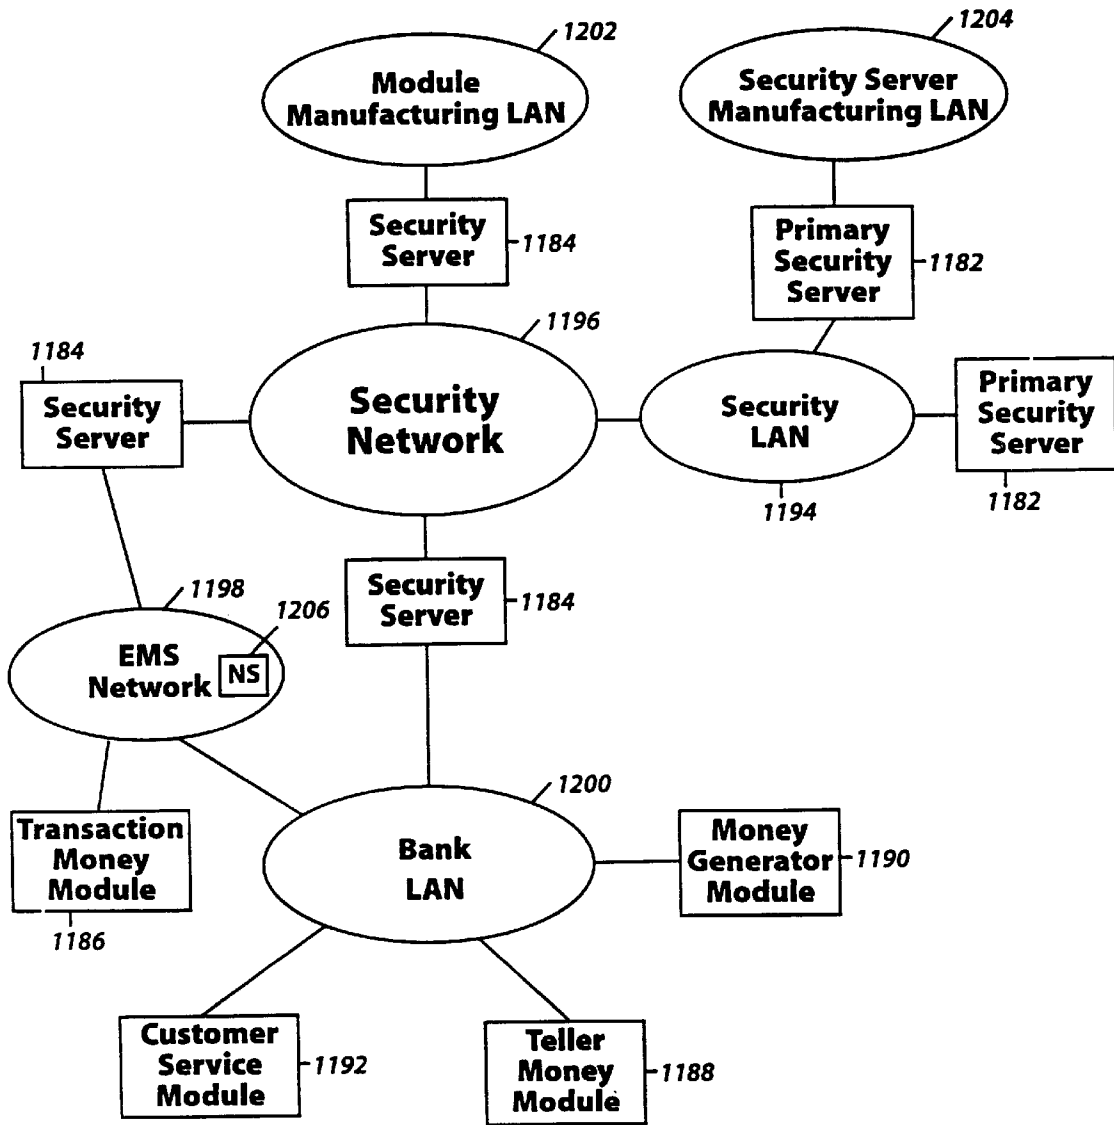 1202
Module
Manufacturing LAN
1204
Security Server
Manufacturing LAN
Security
Server
1184
Primary
Security
Server
1182
1196
Security
Network
1184
Security
Server
Security
LAN
1194
Primary
Security
Server
1182
Security
Server
1184
1198
1206
EMS
Network
NS
1200
Bank
LAN
Transaction
Money
Module
1186
Money
Generator
Module
1190
Customer
Service
Module
1192
Teller
Money
Module
1188